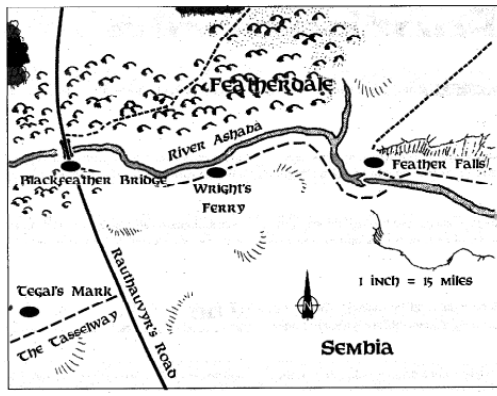 Featherdale
River Ashaba
Feather Falls
Blackfeather Bridge
Wright's
Ferry
1 inch = 15 miles
Tegal's Mark
Rauthauvyr's Road
The Tasselway
Sembia